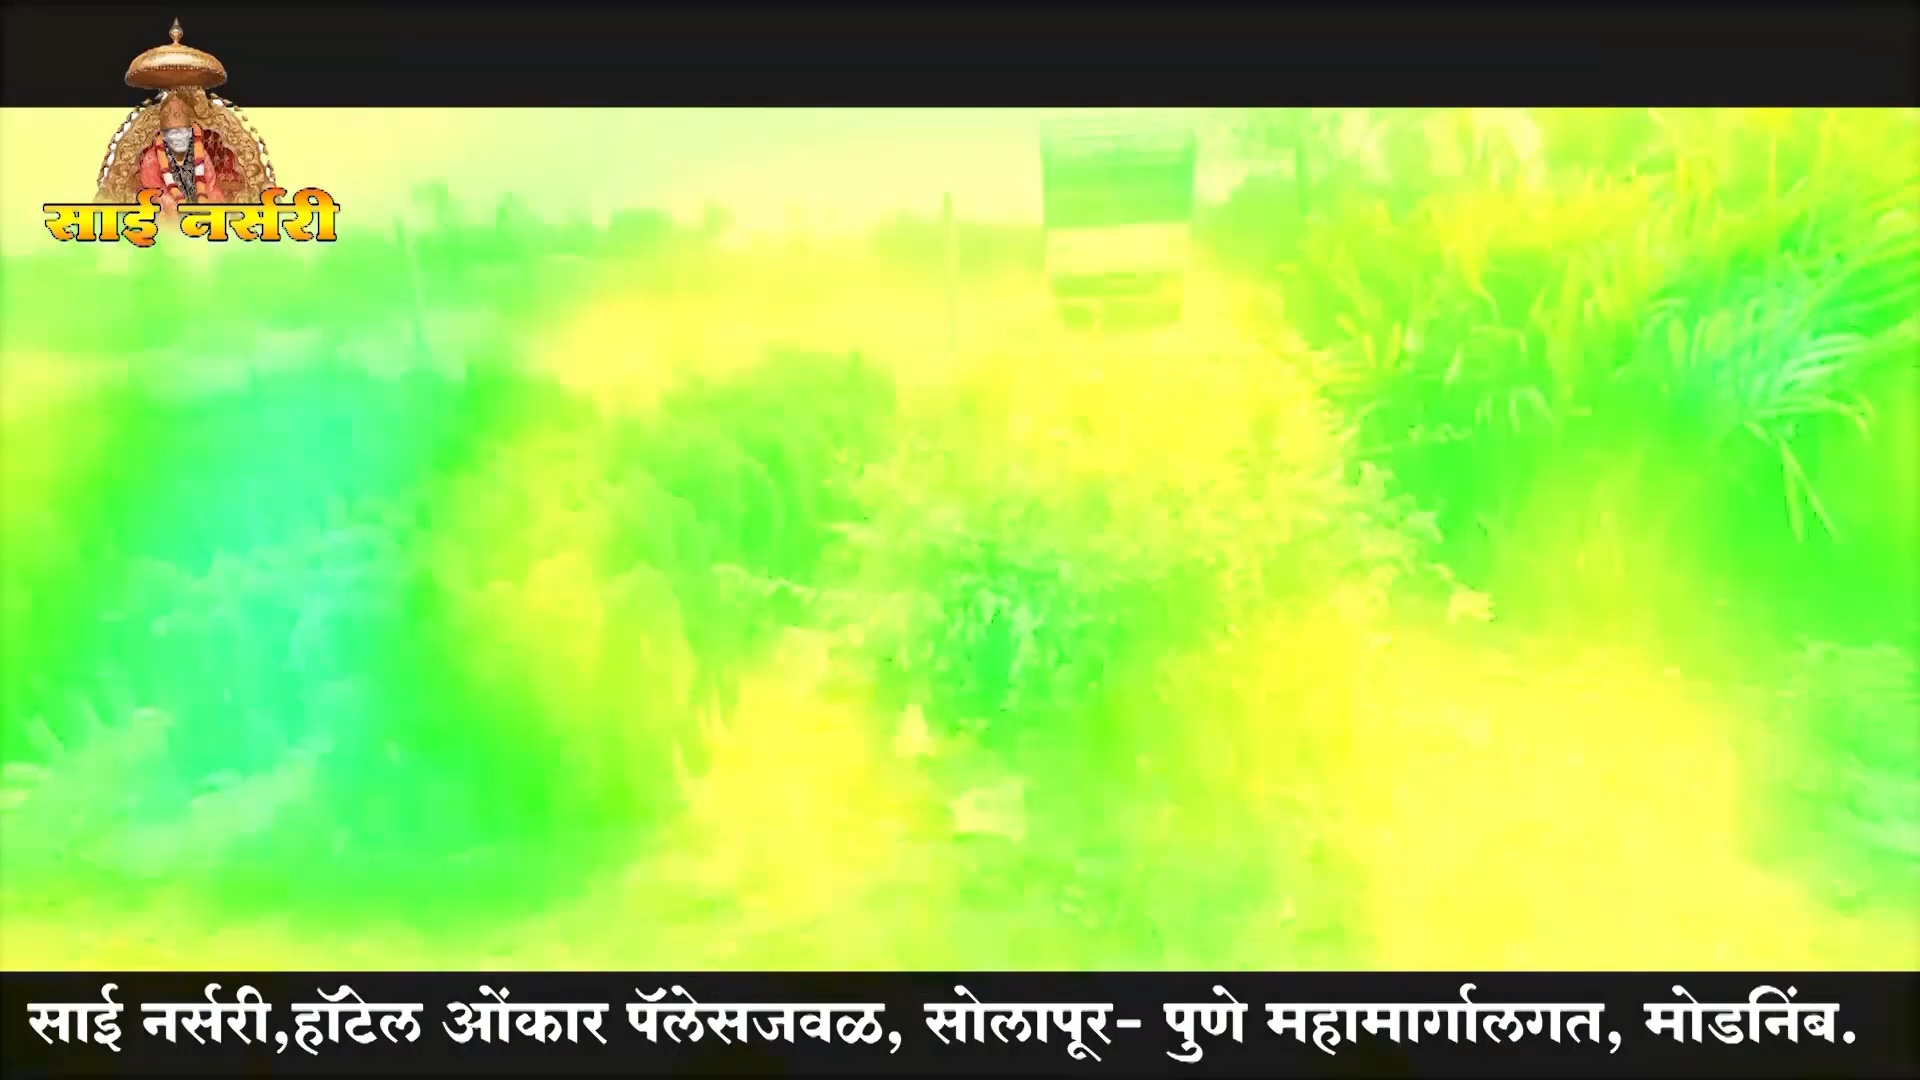 साई नर्सरी
साई नर्सरी,हॉटेल ओंकार पॅलेसजवळ, सोलापूर- पुणे महामार्गालगत, मोडनिंब.